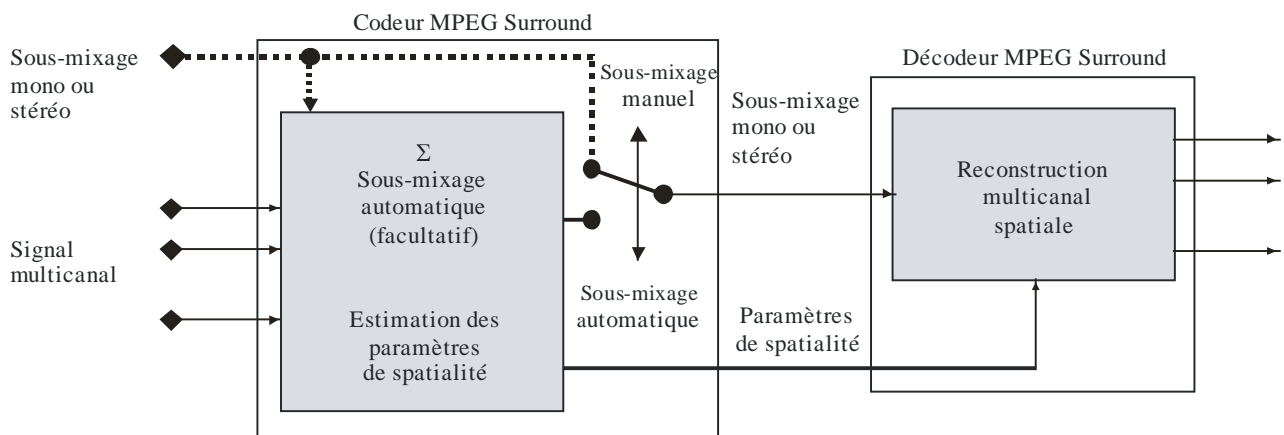 Codeur MPEG Surround
Sous-mixage
mono ou
stéréo
Sous-mixage
manuel
Sous-mixage
mono ou
stéréo
Décodeur MPEG Surround
Σ
Sous-mixage
automatique
(facultatif)
Reconstruction
multicanal
spatiale
Signal
multicanal
Sous-mixage
automatique
Estimation des
paramètres
de spatialité
Paramètres
de spatialité